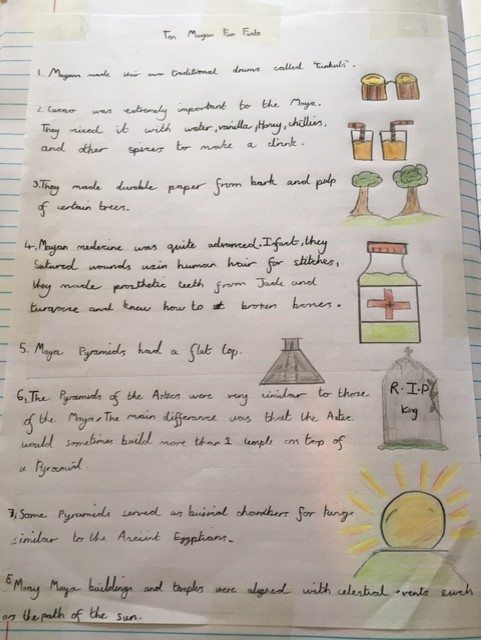 Ten Mayan Fun Facts
1. Mayans made their own traditional drums called "tunkuls".
2. Cacao was extremely important to the Maya.
They mixed it with water, vanilla, Honey, chillies,
and other spices to make a drink.
3. They made durable paper from bark and pulp
of certain trees.
4. Mayan medecine was quite advanced. Infact, they
Sutured wounds usein human hair for stitches,
they made prosthetic teeth from Jade and
turquoise and knew how to broken bones.
5. Maya Pyramids had a flat top.
6, The Pyramids of the Aztecs were very similar to those
of the Maya. The main difference was that the Aztec
would sometimes build more than 1 temple on top of
a Pyramid.
R.I.P
King
7, Some Pyramids served as burial chambers for kings
similar to the Ancient Egyptians.
8 Many Maya buildings and temples were aligned with celestial events such
as the path of the sun.